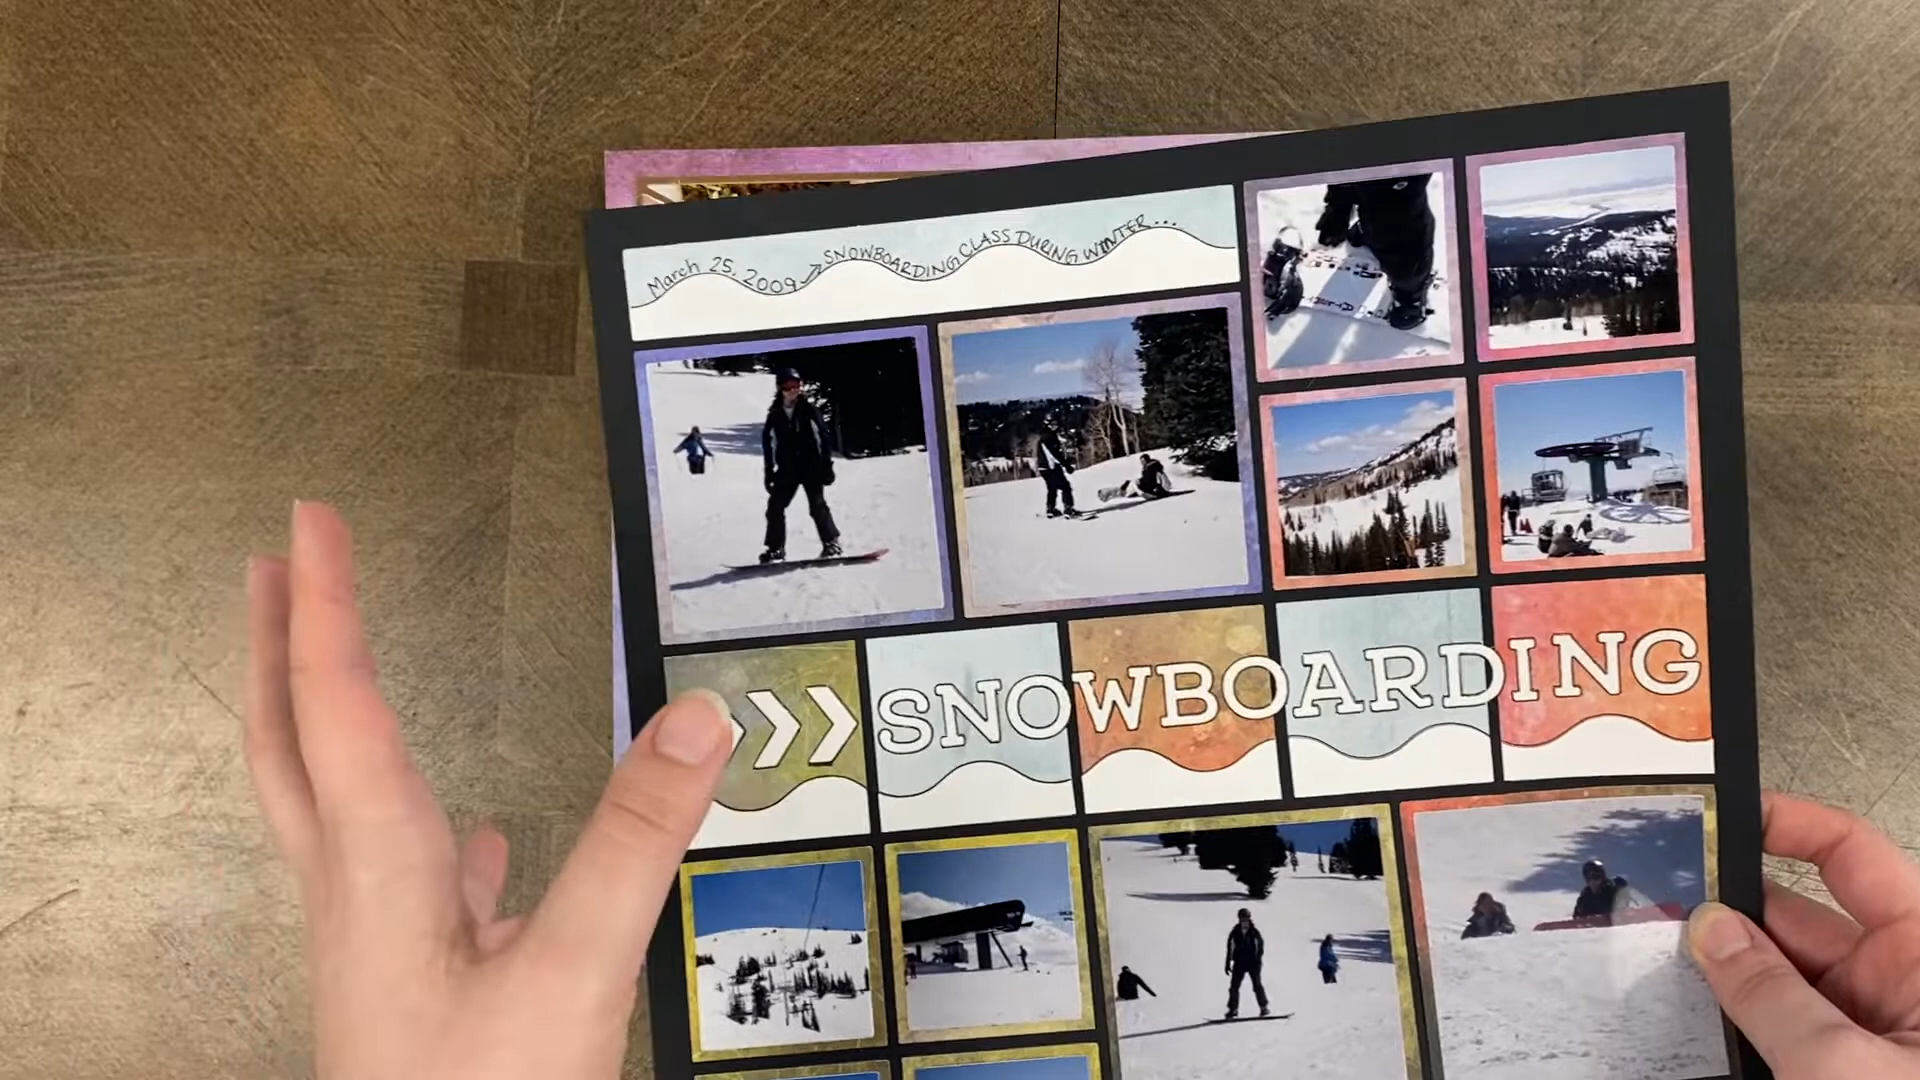 March 25, 2009 → SNOWBOARDING CLASS DURING WINTER...
SNOWBOARDING